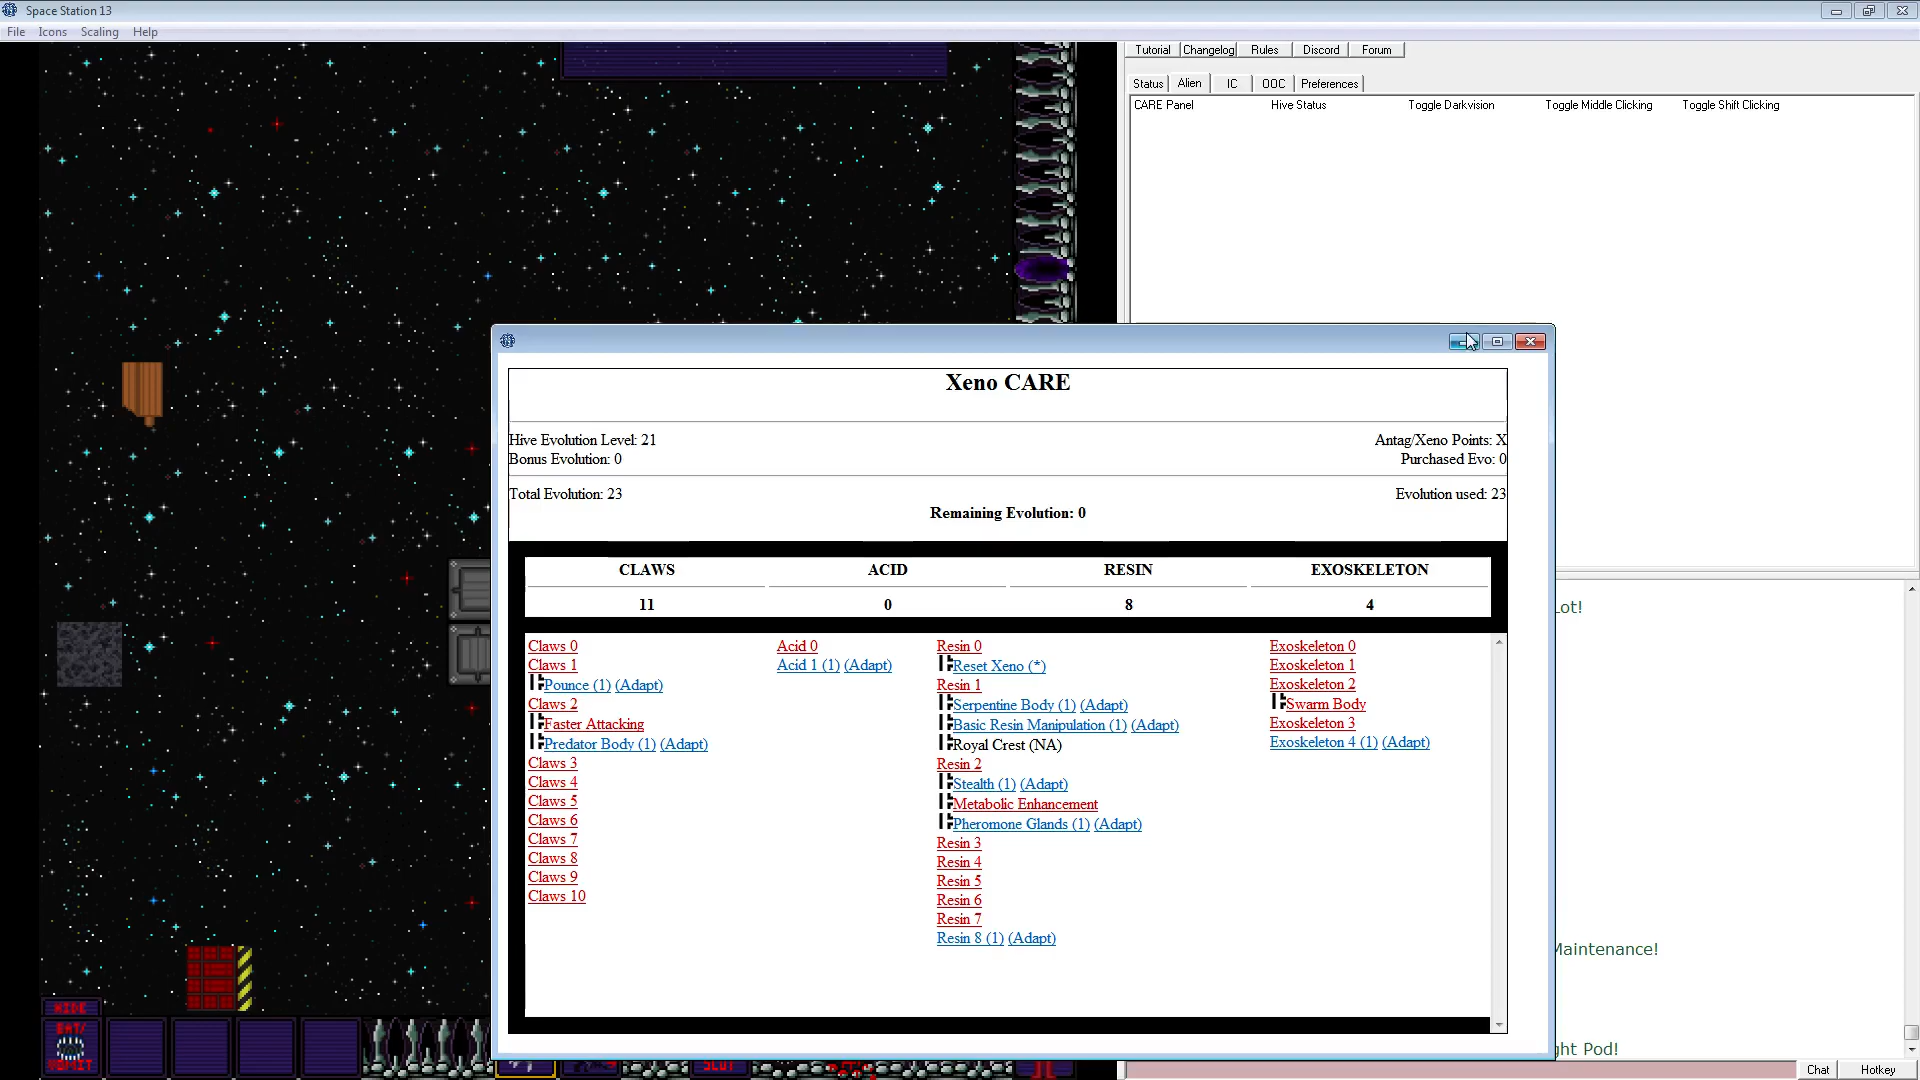 Space Station 13
File Icons Scaling Help
Tutorial Changelog Rules Discord Forum
Status Alien IC OOC Preferences
CARE Panel Hive Status Toggle Darkvision Toggle Middle Clicking Toggle Shift Clicking
Xeno CARE
Hive Evolution Level: 21 Antag/Xeno Points: X
Bonus Evolution: 0 Purchased Evo: 0
Total Evolution: 23 Evolution used: 23
Remaining Evolution: 0
CLAWS ACID RESIN EXOSKELETON
11 0 8 4
Claws 0
Claws 1
Pounce (1) (Adapt)
Claws 2
Faster Attacking
Predator Body (1) (Adapt)
Claws 3
Claws 4
Claws 5
Claws 6
Claws 7
Claws 8
Claws 9
Claws 10
Acid 0
Acid 1 (1) (Adapt)
Resin 0
Reset Xeno (*)
Resin 1
Serpentine Body (1) (Adapt)
Basic Resin Manipulation (1) (Adapt)
Royal Crest (NA)
Resin 2
Stealth (1) (Adapt)
Metabolic Enhancement
Pheromone Glands (1) (Adapt)
Resin 3
Resin 4
Resin 5
Resin 6
Resin 7
Resin 8 (1) (Adapt)
Exoskeleton 0
Exoskeleton 1
Exoskeleton 2
Swarm Body
Exoskeleton 3
Exoskeleton 4 (1) (Adapt)
Lot!
Maintenance!
ght Pod!
HIDE
EAT/
VOMIT
SLOT
Chat Hotkey